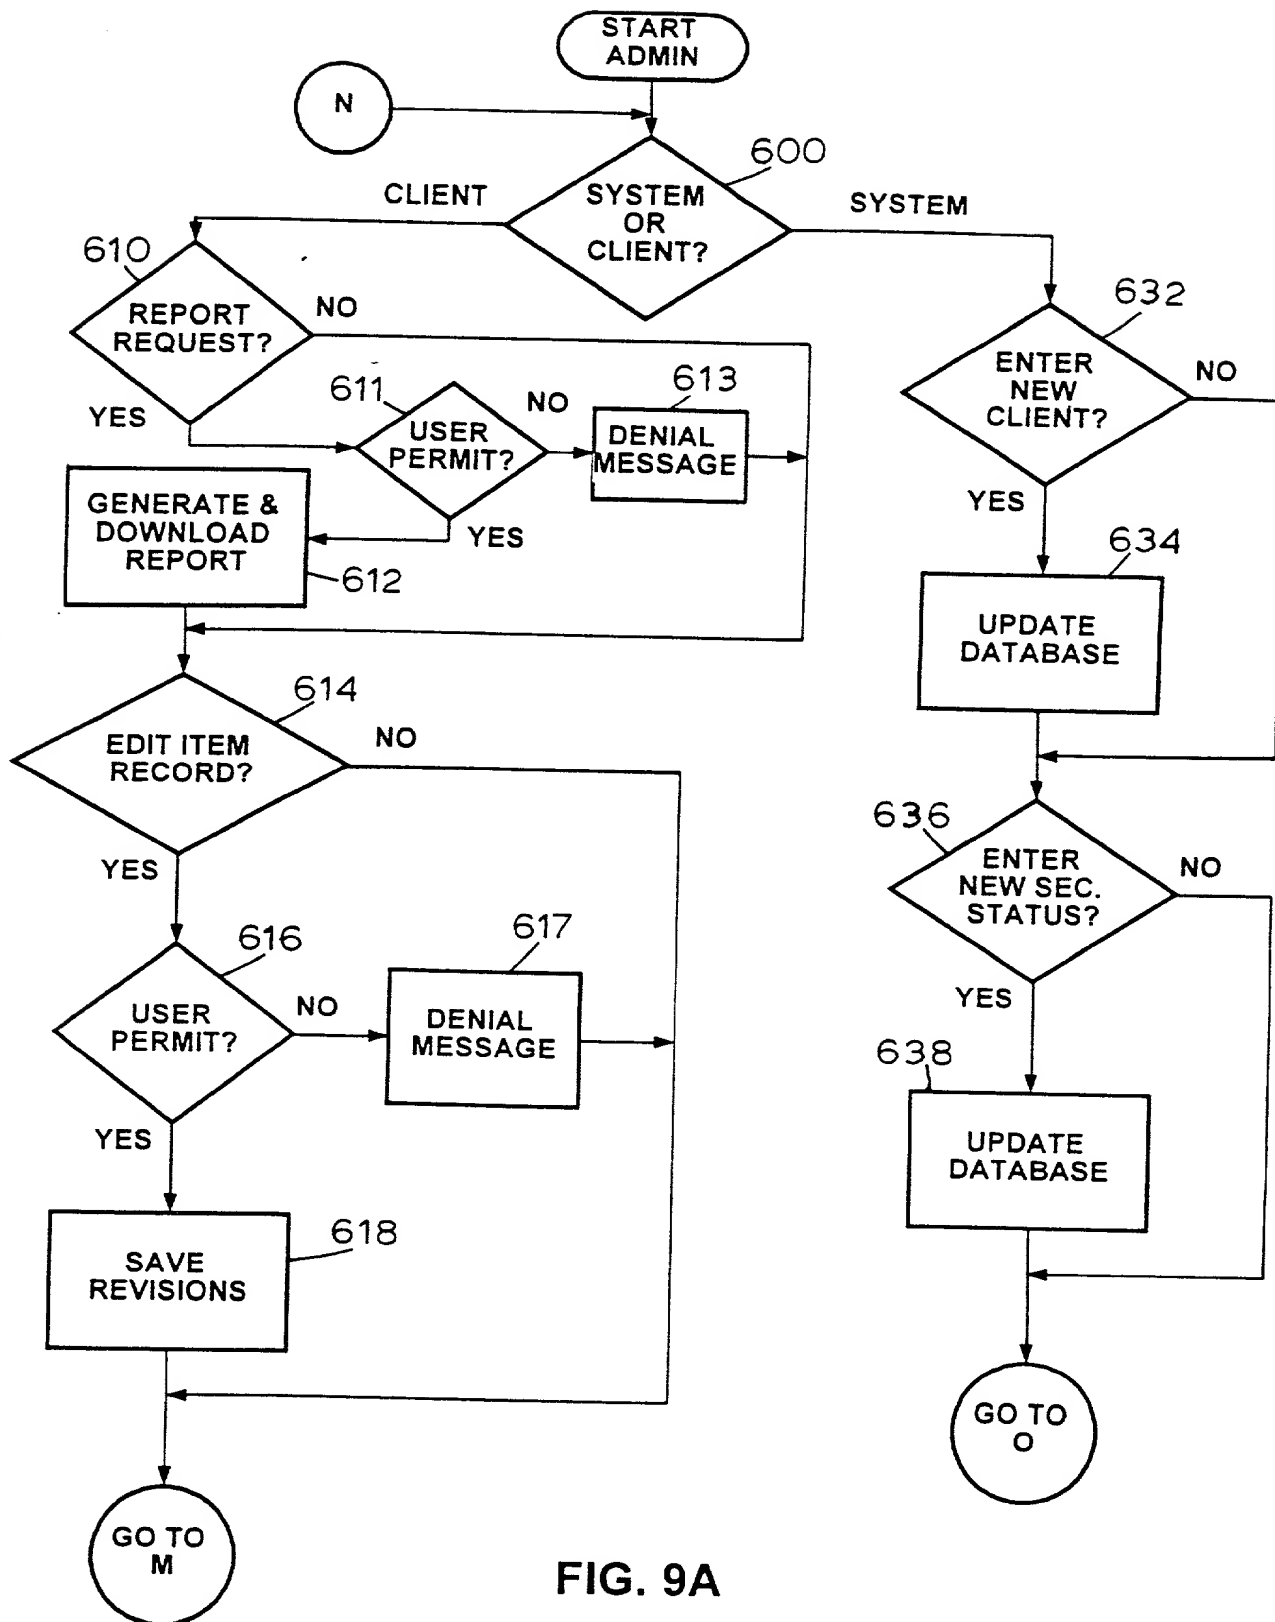 START
ADMIN
N
600
SYSTEM
OR
CLIENT?
CLIENT
SYSTEM
610
REPORT
REQUEST?
NO
YES
611
USER
PERMIT?
NO
613
DENIAL
MESSAGE
YES
GENERATE &
DOWNLOAD
REPORT
612
614
EDIT ITEM
RECORD?
NO
YES
616
USER
PERMIT?
NO
617
DENIAL
MESSAGE
YES
SAVE
REVISIONS
618
GO TO
M
632
ENTER
NEW
CLIENT?
NO
YES
634
UPDATE
DATABASE
636
ENTER
NEW SEC.
STATUS?
NO
YES
638
UPDATE
DATABASE
GO TO
O
FIG. 9A